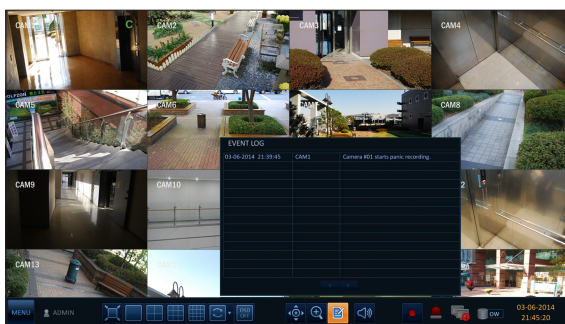 CAM1
C
CAM2
CAM3
CAM4
CAM5
CAM6
CAM8
EVENT LOG
03-06-2014 21:39:45 CAM1 Camera #01 starts panic recording.
CAM9
CAM10
2
CAM13
MENU
ADMIN
OSD
OFF
OW
03-06-2014
21:45:20